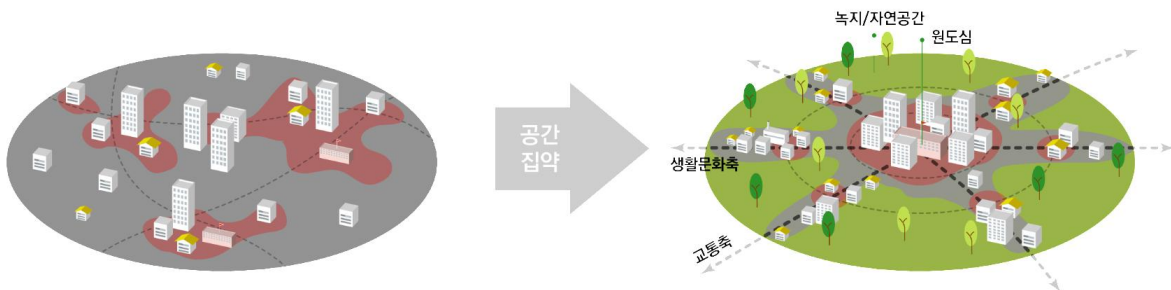 녹지/자연공간
원도심
공간
집약
생활문화축
교통축